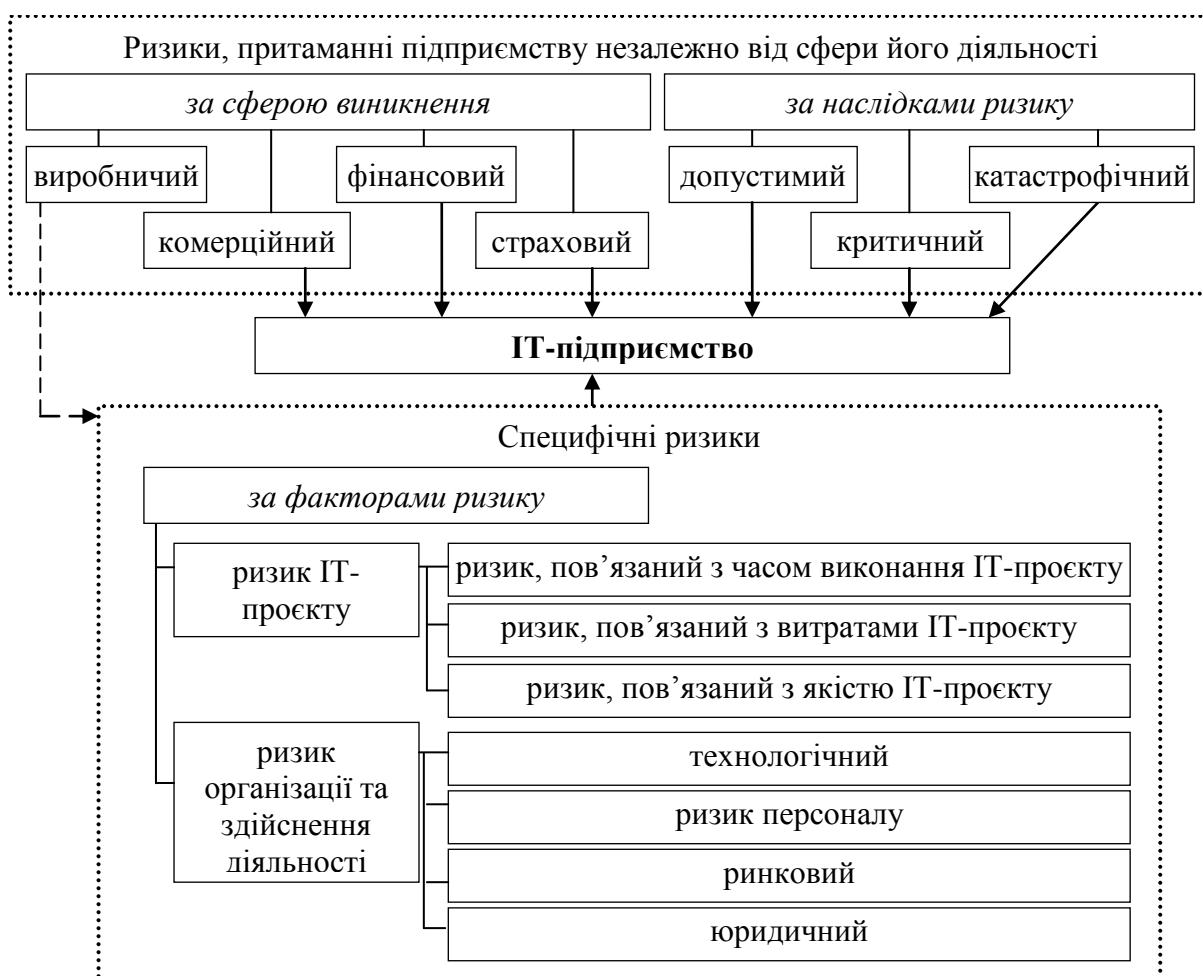 Ризики, притаманні підприємству незалежно від сфери його діяльності
за сферою виникнення
за наслідками ризику
виробничий
фінансовий
допустимий
катастрофічний
комерційний
страховий
критичний
ІТ-підприємство
Специфічні ризики
за факторами ризику
ризик ІТ-
проєкту
ризик, пов’язаний з часом виконання ІТ-проєкту
ризик, пов’язаний з витратами ІТ-проєкту
ризик, пов’язаний з якістю ІТ-проєкту
ризик
організації та
здійснення
діяльності
технологічний
ризик персоналу
ринковий
юридичний